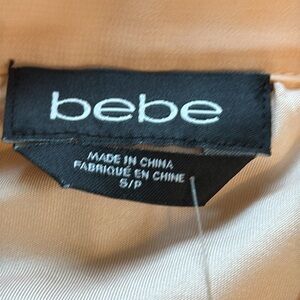 bebe
MADE IN CHINA
FABRIQUÉ EN CHINE
S/P